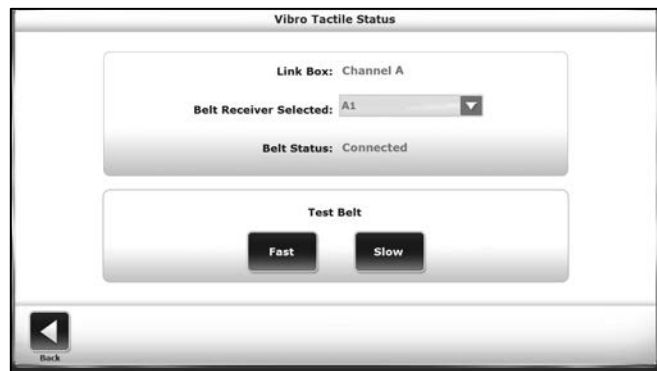 Vibro Tactile Status
Link Box: Channel A
Belt Receiver Selected: A1
Belt Status: Connected
Test Belt
Fast Slow
Back